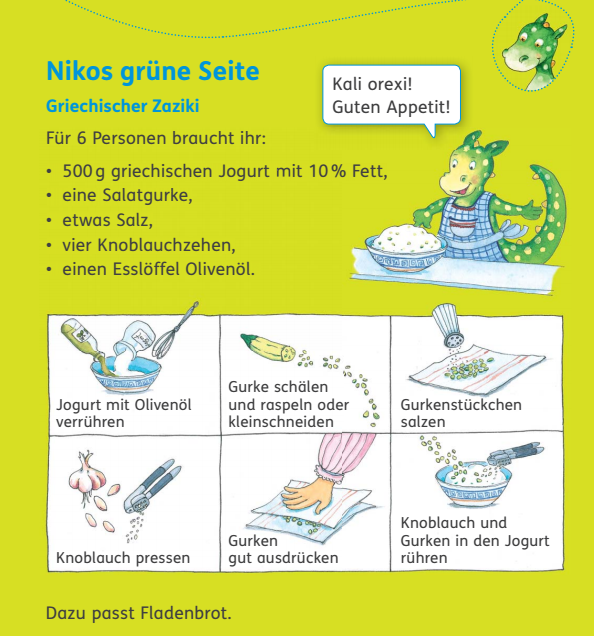 Nikos grüne Seite
Griechischer Zaziki
Kali orexi!
Guten Appetit!
Für 6 Personen braucht ihr:
• 500 g griechischen Jogurt mit 10 % Fett,
• eine Salatgurke,
• etwas Salz,
• vier Knoblauchzehen,
• einen Esslöffel Olivenöl.
Jogurt mit Olivenöl
verrühren
Gurke schälen
und raspeln oder
kleinschneiden
Gurkenstückchen
salzen
Knoblauch pressen
Gurken
gut ausdrücken
Knoblauch und
Gurken in den Jogurt
rühren
Dazu passt Fladenbrot.